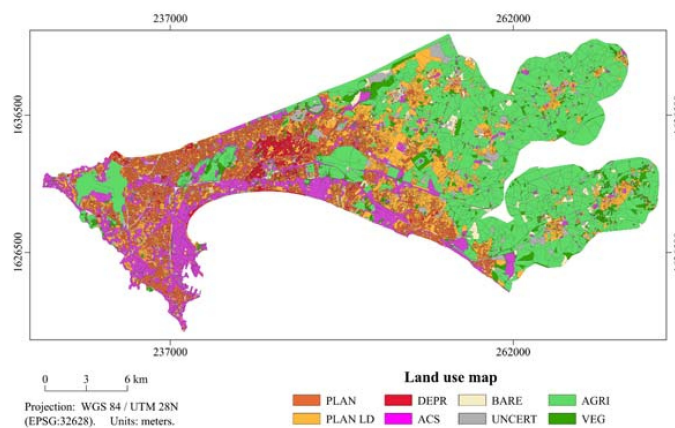 237000 262000
1636500
1626500
237000 262000
0 3 6 km
Land use map
Projection: WGS 84 / UTM 28N
(EPSG:32628). Units: meters.
PLAN DEPR BARE AGRI
PLAN LD ACS UNCERT VEG